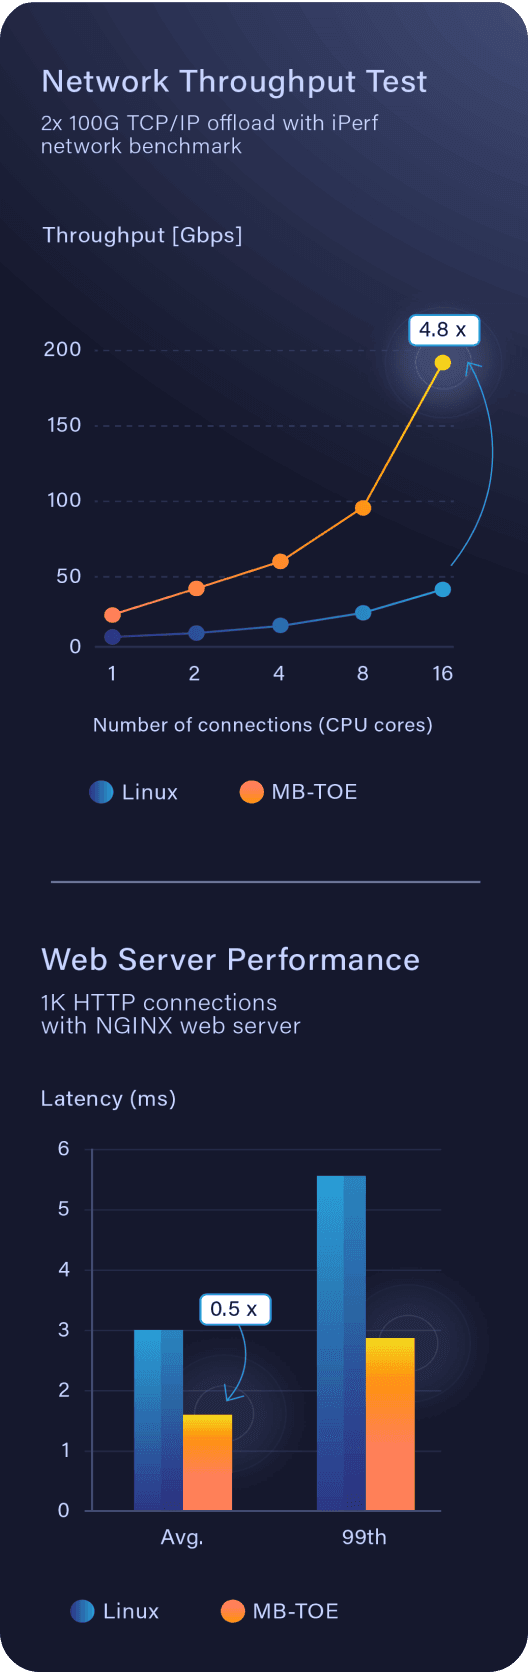 Network Throughput Test
2x 100G TCP/IP offload with iPerf
network benchmark
Throughput [Gbps]
4.8 x
200
150
100
50
0
1 2 4 8 16
Number of connections (CPU cores)
Linux MB-TOE
Web Server Performance
1K HTTP connections
with NGINX web server
Latency (ms)
6
5
4
3
0.5 x
2
1
0
Avg. 99th
Linux MB-TOE